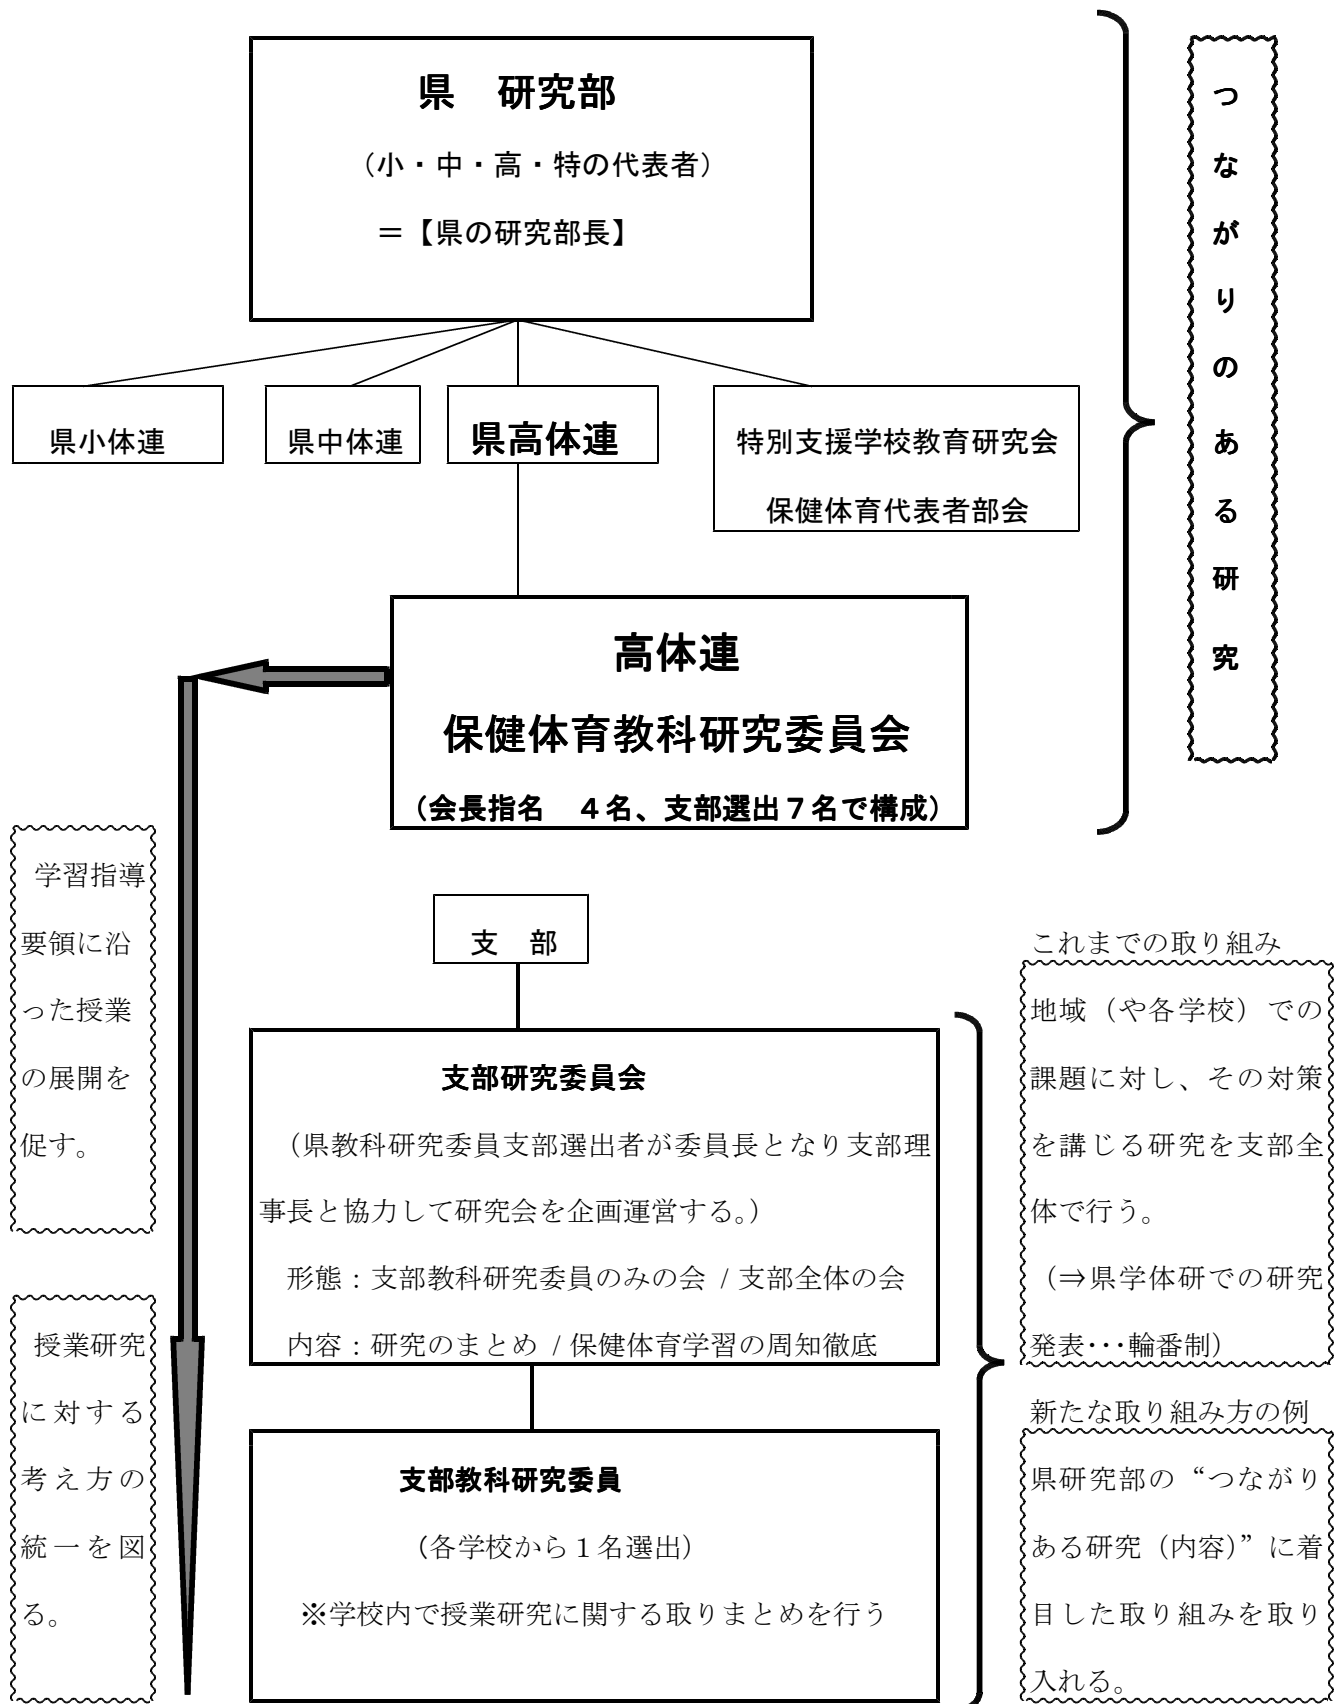 県　研究部
（小・中・高・特の代表者）
＝【県の研究部長】
つながりのある研究
県小体連
県中体連
県高体連
特別支援学校教育研究会
保健体育代表者部会
高体連
保健体育教科研究委員会
（会長指名　４名、支部選出７名で構成）
学習指導
要領に沿
った授業
の展開を
促す。
授業研究
に対する
考え方の
統一を図
る。
支　部
支部研究委員会
（県教科研究委員支部選出者が委員長となり支部理
事長と協力して研究会を企画運営する。）
形態：支部教科研究委員のみの会 / 支部全体の会
内容：研究のまとめ / 保健体育学習の周知徹底
支部教科研究委員
（各学校から１名選出）
※学校内で授業研究に関する取りまとめを行う
これまでの取り組み
地域（や各学校）での
課題に対し、その対策
を講じる研究を支部全
体で行う。
（⇒県学体研での研究
発表･･･輪番制）
新たな取り組み方の例
県研究部の“つながり
ある研究（内容）”に着
目した取り組みを取り
入れる。